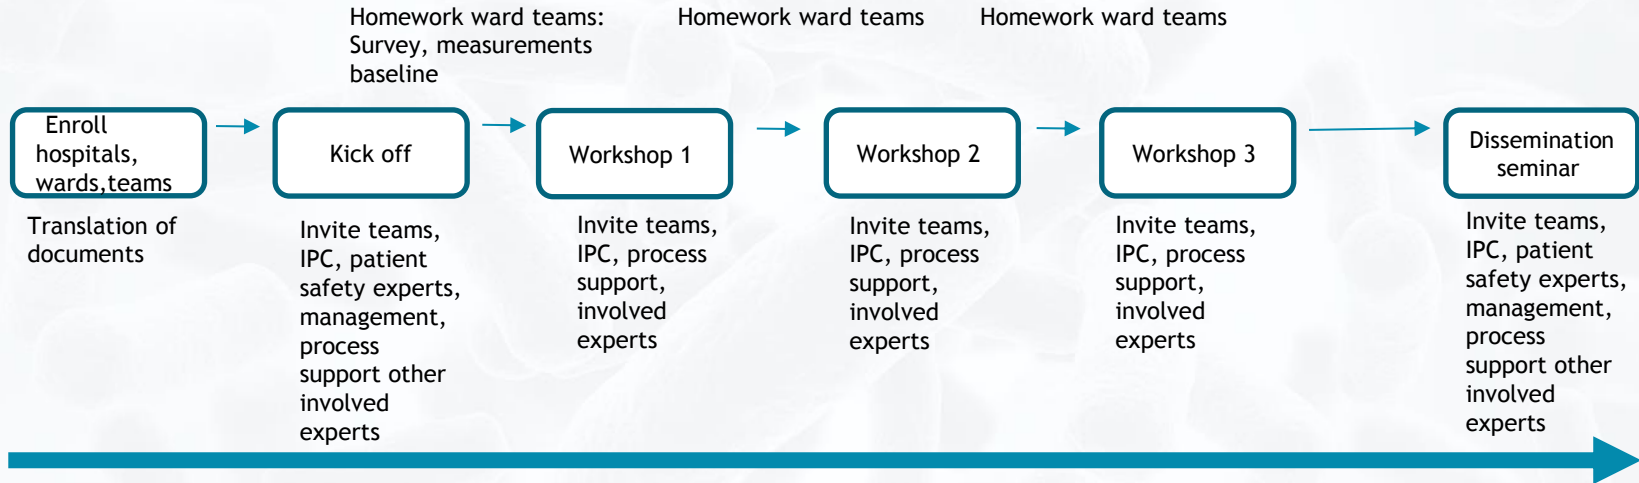 Homework ward teams:
Survey, measurements
baseline
Homework ward teams
Homework ward teams
Enroll
hospitals,
wards,teams
Kick off
Workshop 1
Workshop 2
Workshop 3
Dissemination
seminar
Translation of
documents
Invite teams,
IPC, patient
safety experts,
management,
process
support other
involved
experts
Invite teams,
IPC, process
support,
involved
experts
Invite teams,
IPC, process
support,
involved
experts
Invite teams,
IPC, process
support,
involved
experts
Invite teams,
IPC, patient
safety experts,
management,
process
support other
involved
experts